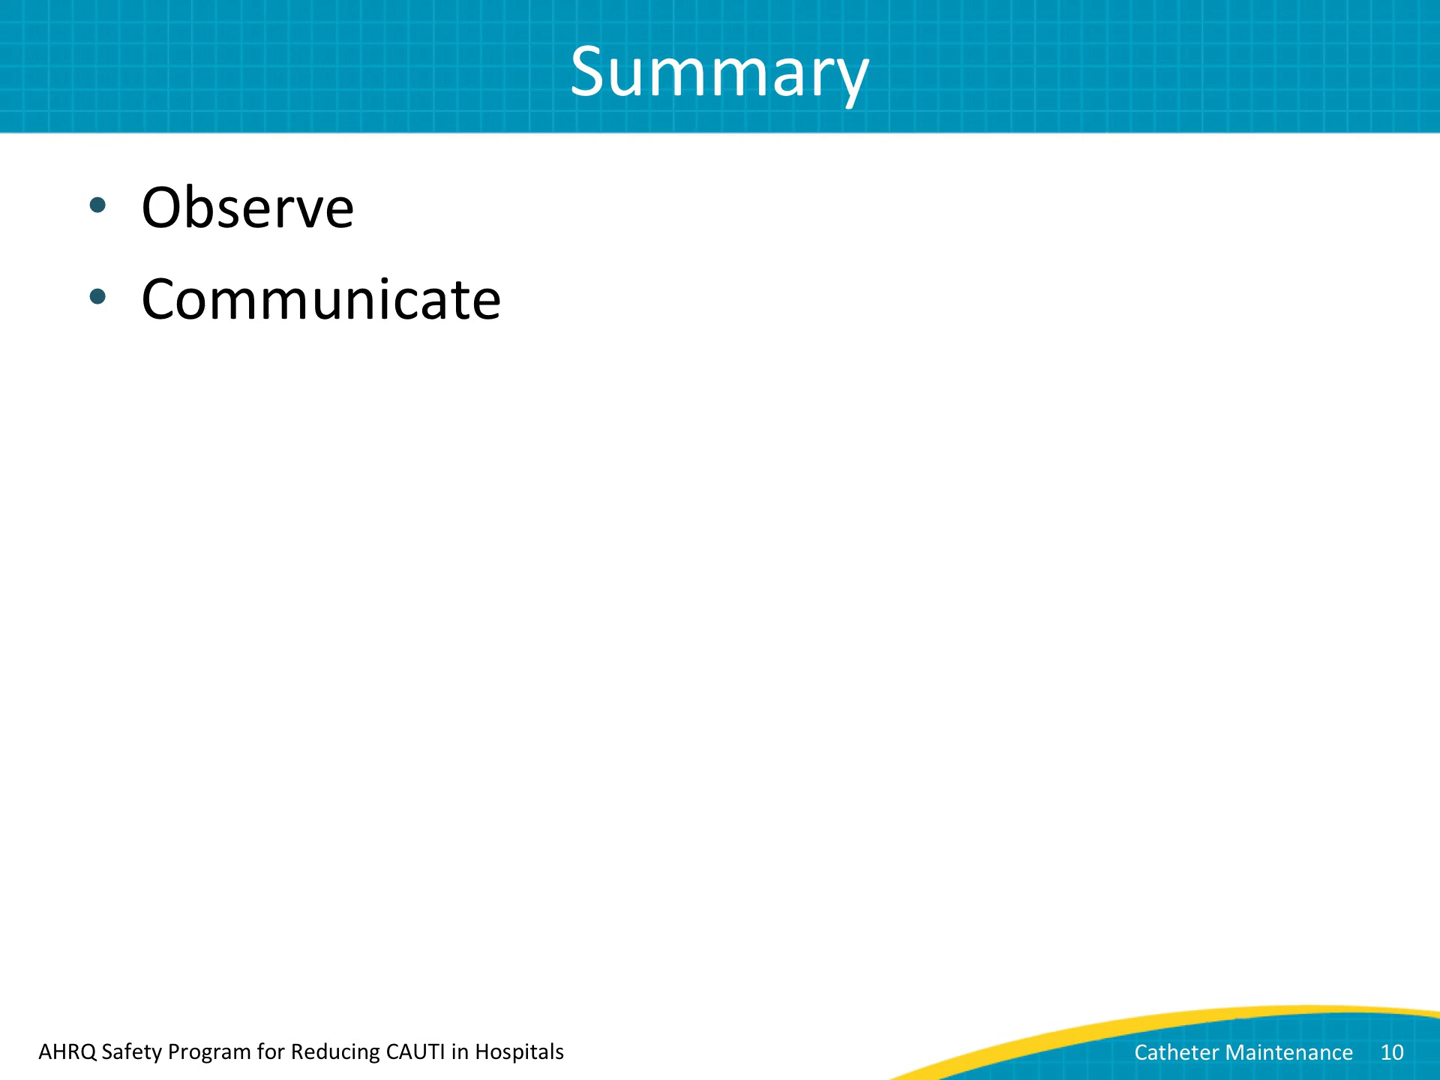 Summary
• Observe
• Communicate
AHRQ Safety Program for Reducing CAUTI in Hospitals
Catheter Maintenance 10